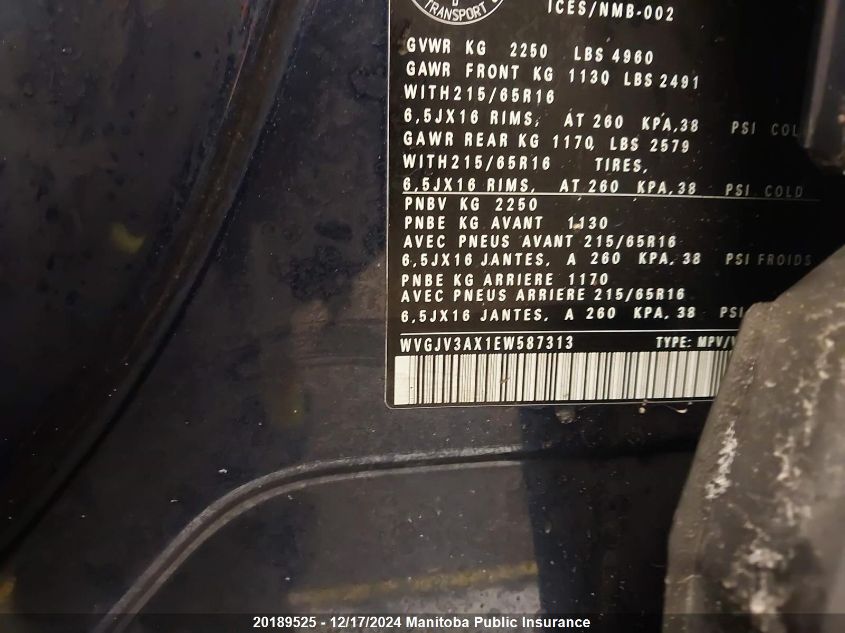 TRANSPORT
ICES/NMB-002
GVWR KG 2250 LBS 4960
GAWR FRONT KG 1130 LBS 2491
WITH215/65R16
6,5JX16 RIMS, AT 260 KPA,38 PSI COL
GAWR REAR KG 1170 LBS 2579
WITH215/65R16 TIRES,
6,5JX16 RIMS, AT 260 KPA,38 PSI COLD
PNBV KG 2250
PNBE KG AVANT 1130
AVEC PNEUS AVANT 215/65R16
6,5JX16 JANTES, A 260 KPA,38 PSI FROIDS
PNBE KG ARRIERE 1170
AVEC PNEUS ARRIERE 215/65R16
6,5JX16 JANTES, A 260 KPA,38 PSI
WVGJV3AX1EW587313 TYPE: MPV/
20189525 - 12/17/2024 Manitoba Public Insurance